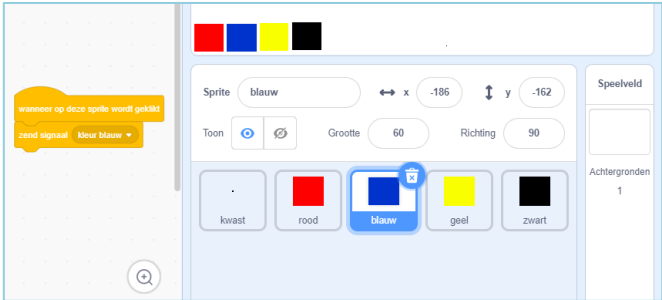 wanneer op deze sprite wordt geklikt
zend signaal kleur blauw
Sprite blauw x -186 y -162
Toon Grootte 60 Richting 90
kwast rood blauw geel zwart
Speelveld
Achtergronden
1